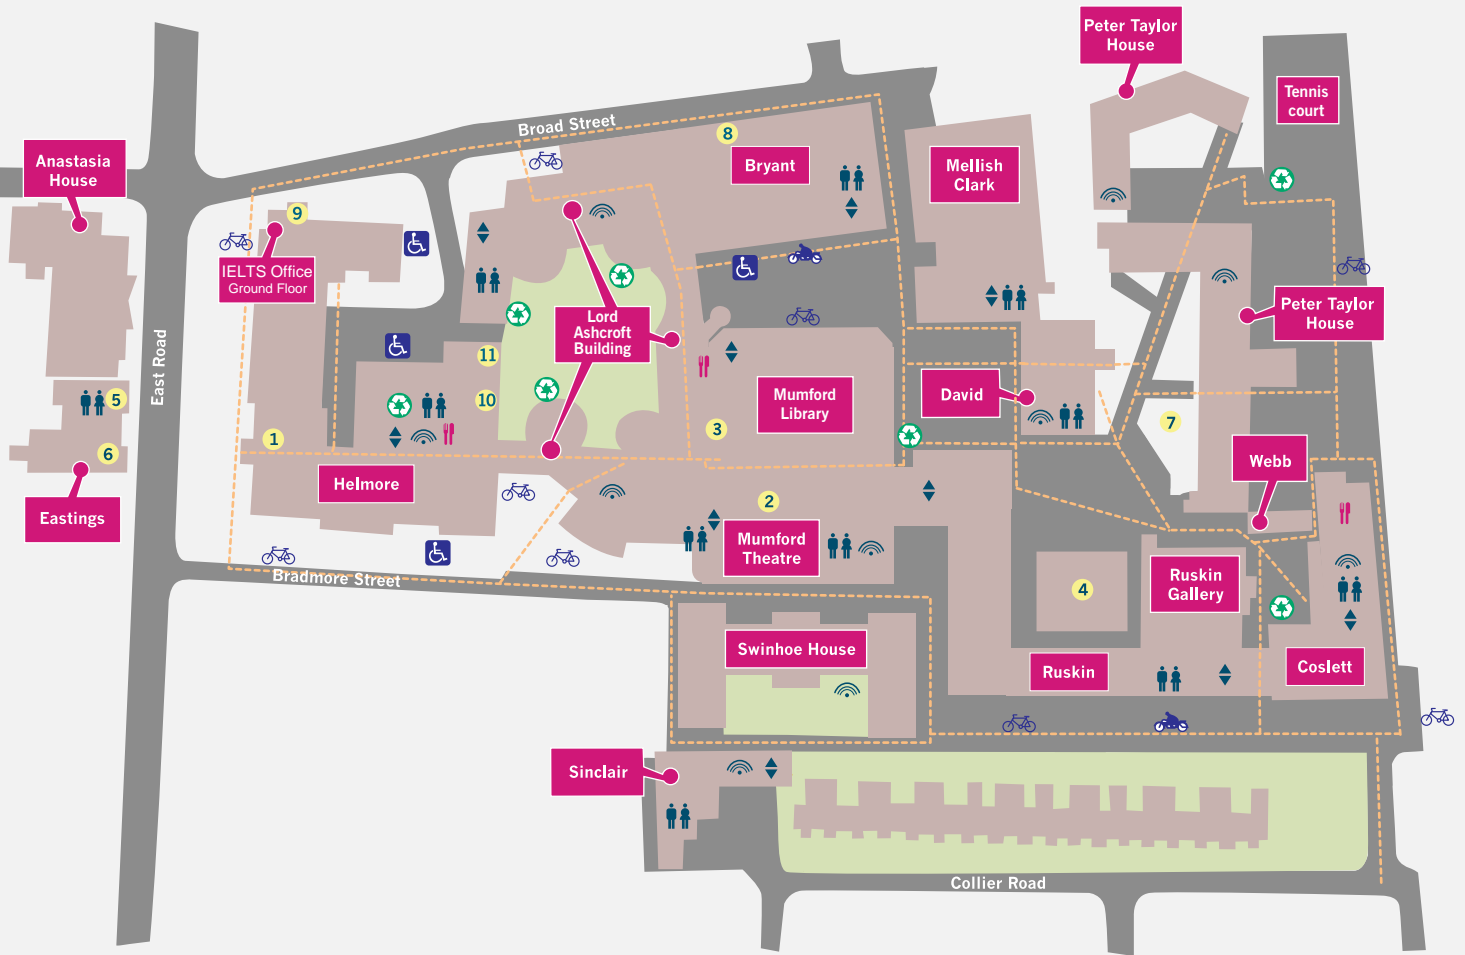 Peter Taylor
House
Tennis
court
Broad Street
8
Anastasia
House
Bryant
Mellish
Clark
9
IELTS Office
Ground Floor
Peter Taylor
House
Lord
Ashcroft
Building
East Road
11
10
5
David
Mumford
Library
7
1
3
6
Webb
Helmore
Eastings
2
Mumford
Theatre
Bradmore Street
Ruskin
Gallery
4
Swinhoe House
Ruskin
Coslett
Sinclair
Collier Road